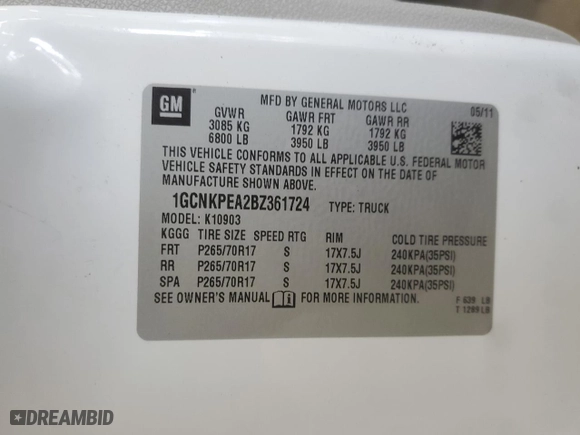 GM
MFD BY GENERAL MOTORS LLC
05/11
GVWR GAWR FRT GAWR RR
3085 KG 1792 KG 1792 KG
6800 LB 3950 LB 3950 LB
THIS VEHICLE CONFORMS TO ALL APPLICABLE U.S. FEDERAL MOTOR
VEHICLE SAFETY STANDARDS IN EFFECT ON THE DATE OF
MANUFACTURE SHOWN ABOVE.
1GCNKPEA2BZ361724 TYPE: TRUCK
MODEL: K10903
KGGG TIRE SIZE SPEED RTG RIM COLD TIRE PRESSURE
FRT P265/70R17 S 17X7.5J 240KPA(35PSI)
RR P265/70R17 S 17X7.5J 240KPA(35PSI)
SPA P265/70R17 S 17X7.5J 240KPA(35PSI)
SEE OWNER'S MANUAL FOR MORE INFORMATION.
F 639 LB
T 1289 LB
DREAMBID